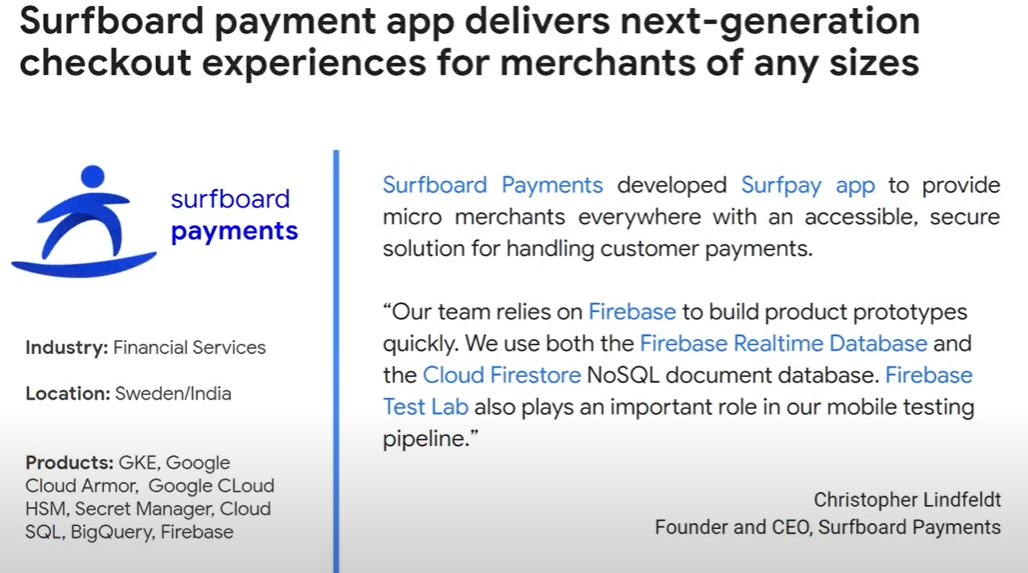 Surfboard payment app delivers next-generation
checkout experiences for merchants of any sizes
surfboard
payments
Industry: Financial Services
Location: Sweden/India
Products: GKE, Google
Cloud Armor, Google CLoud
HSM, Secret Manager, Cloud
SQL, BigQuery, Firebase
Surfboard Payments developed Surfpay app to provide
micro merchants everywhere with an accessible, secure
solution for handling customer payments.
“Our team relies on Firebase to build product prototypes
quickly. We use both the Firebase Realtime Database and
the Cloud Firestore NoSQL document database. Firebase
Test Lab also plays an important role in our mobile testing
pipeline.”
Christopher Lindfeldt
Founder and CEO, Surfboard Payments